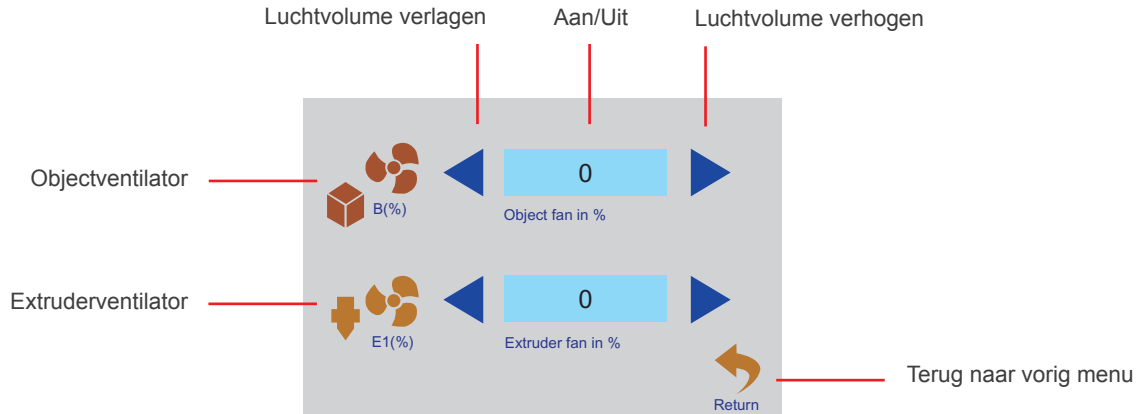 Luchtvolume verlagen
Aan/Uit
Luchtvolume verhogen
Objectventilator
B(%)
0
Object fan in %
Extruderventilator
E1(%)
0
Extruder fan in %
Return
Terug naar vorig menu